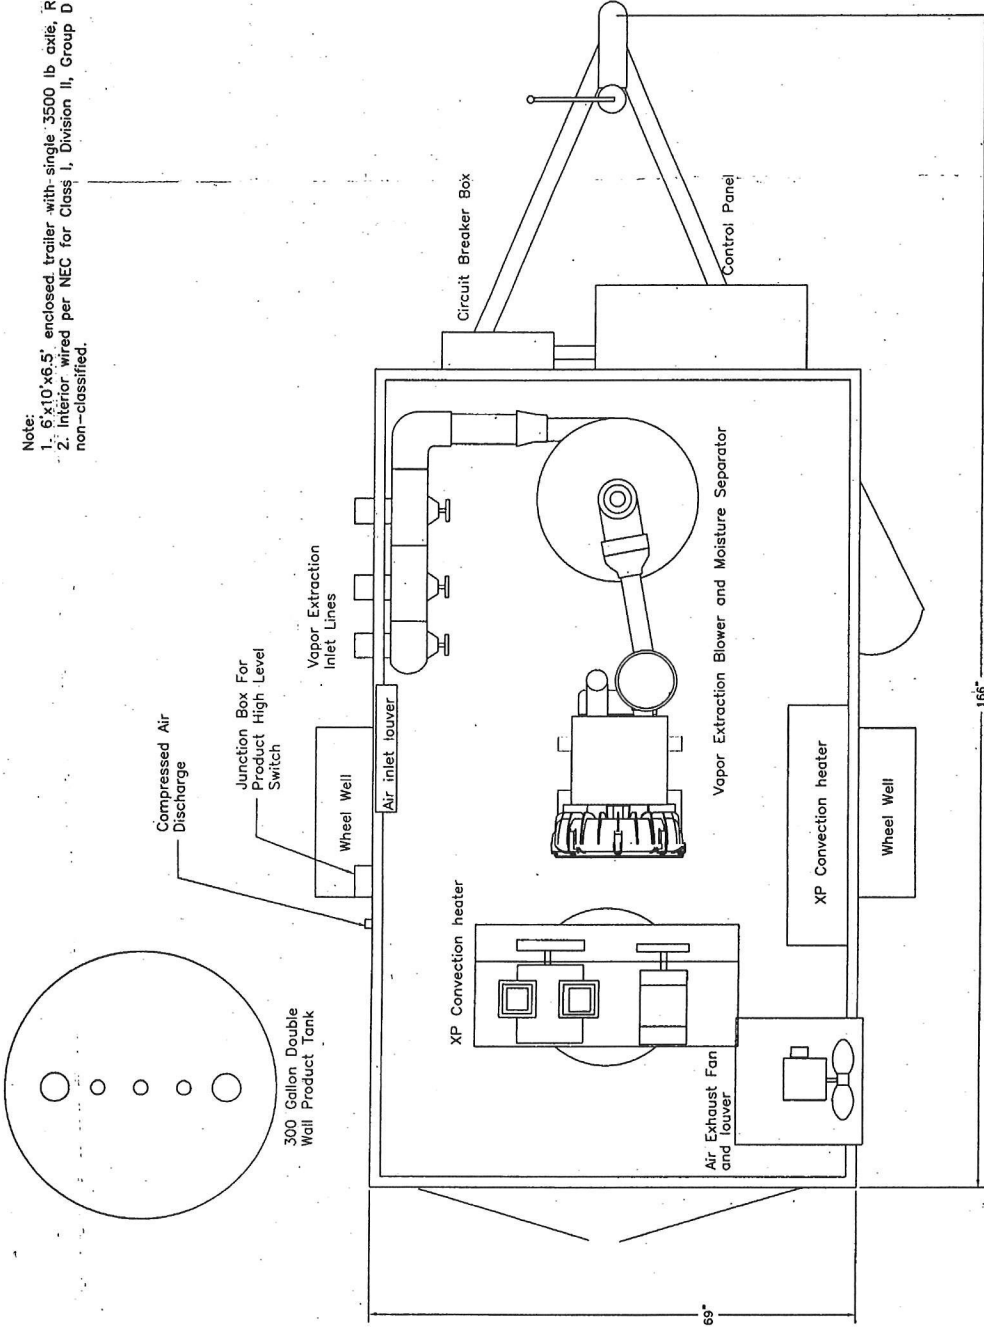 Note:
1. 6'x10'x6.5' enclosed trailer with single 3500 lb axle,
2. Interior wired per NEC for Class I, Division II, Group D
non-classified.
Circuit Breaker Box
Control Panel
Vapor Extraction
Inlet Lines
Junction Box For
Product High Level
Switch
Compressed Air
Discharge
Wheel Well
Air inlet louver
Vapor Extraction Blower and Moisture Separator
XP Convection heater
Wheel Well
XP Convection heater
300 Gallon Double
Wall Product Tank
Air Exhaust Fan
and louver
166"
69"